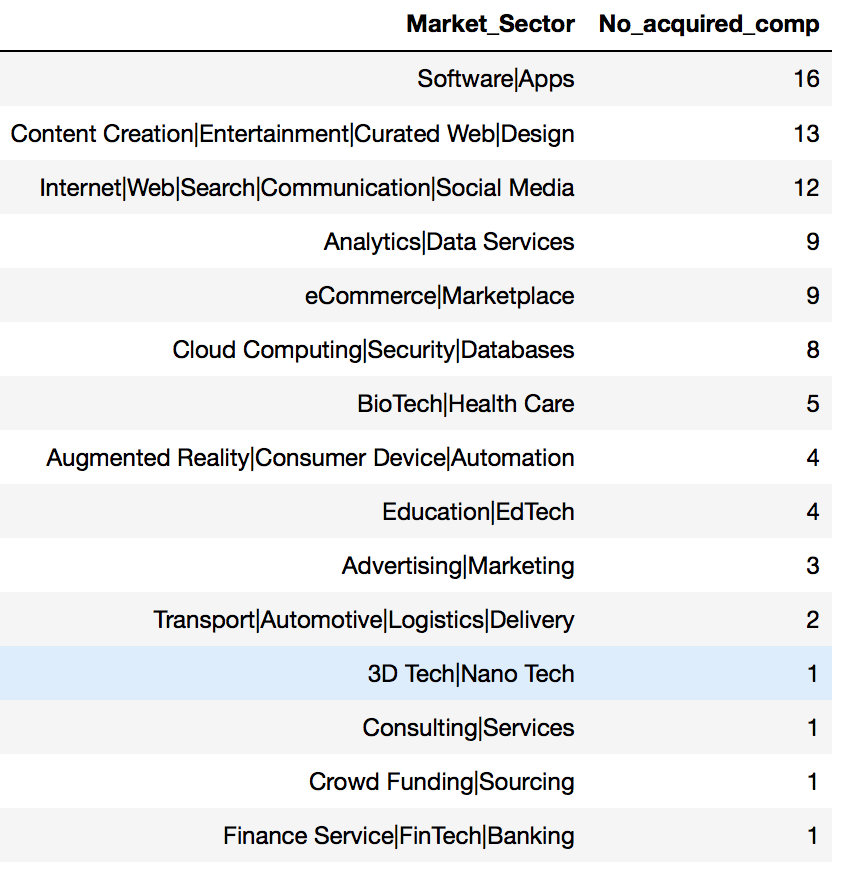 Market_Sector No_acquired_comp
Software|Apps 16
Content Creation|Entertainment|Curated Web|Design 13
Internet|Web|Search|Communication|Social Media 12
Analytics|Data Services 9
eCommerce|Marketplace 9
Cloud Computing|Security|Databases 8
BioTech|Health Care 5
Augmented Reality|Consumer Device|Automation 4
Education|EdTech 4
Advertising|Marketing 3
Transport|Automotive|Logistics|Delivery 2
3D Tech|Nano Tech 1
Consulting|Services 1
Crowd Funding|Sourcing 1
Finance Service|FinTech|Banking 1